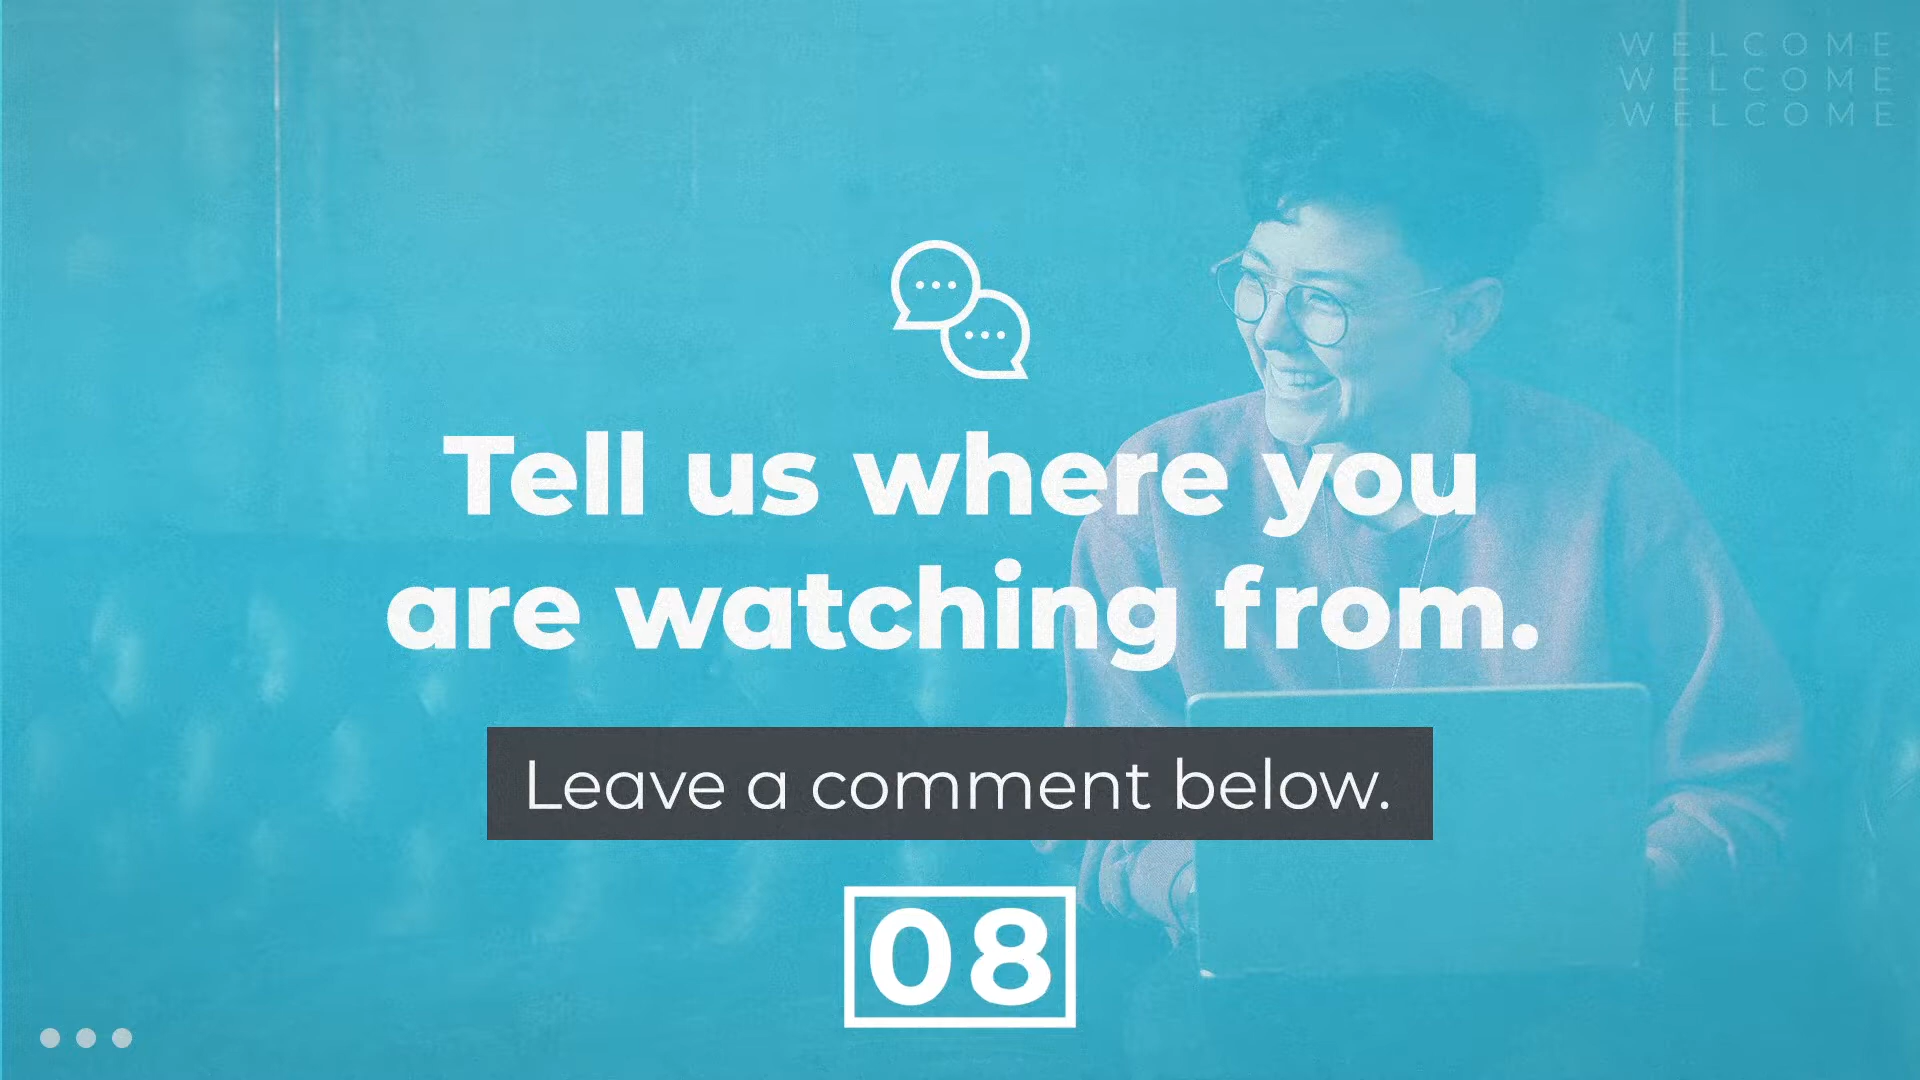 WELCOME
WELCOME
WELCOME
Tell us where you
are watching from.
Leave a comment below.
08